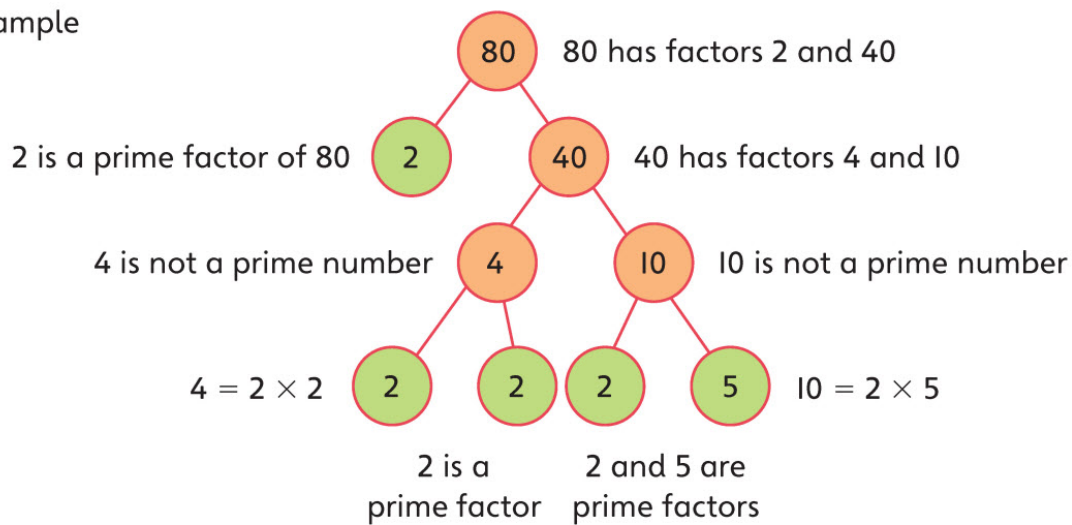 ample
80 80 has factors 2 and 40
2 is a prime factor of 80 2 40 40 has factors 4 and 10
4 is not a prime number 4 10 10 is not a prime number
4 = 2 × 2 2 2 2 5 10 = 2 × 5
2 is a 2 and 5 are
prime factor prime factors